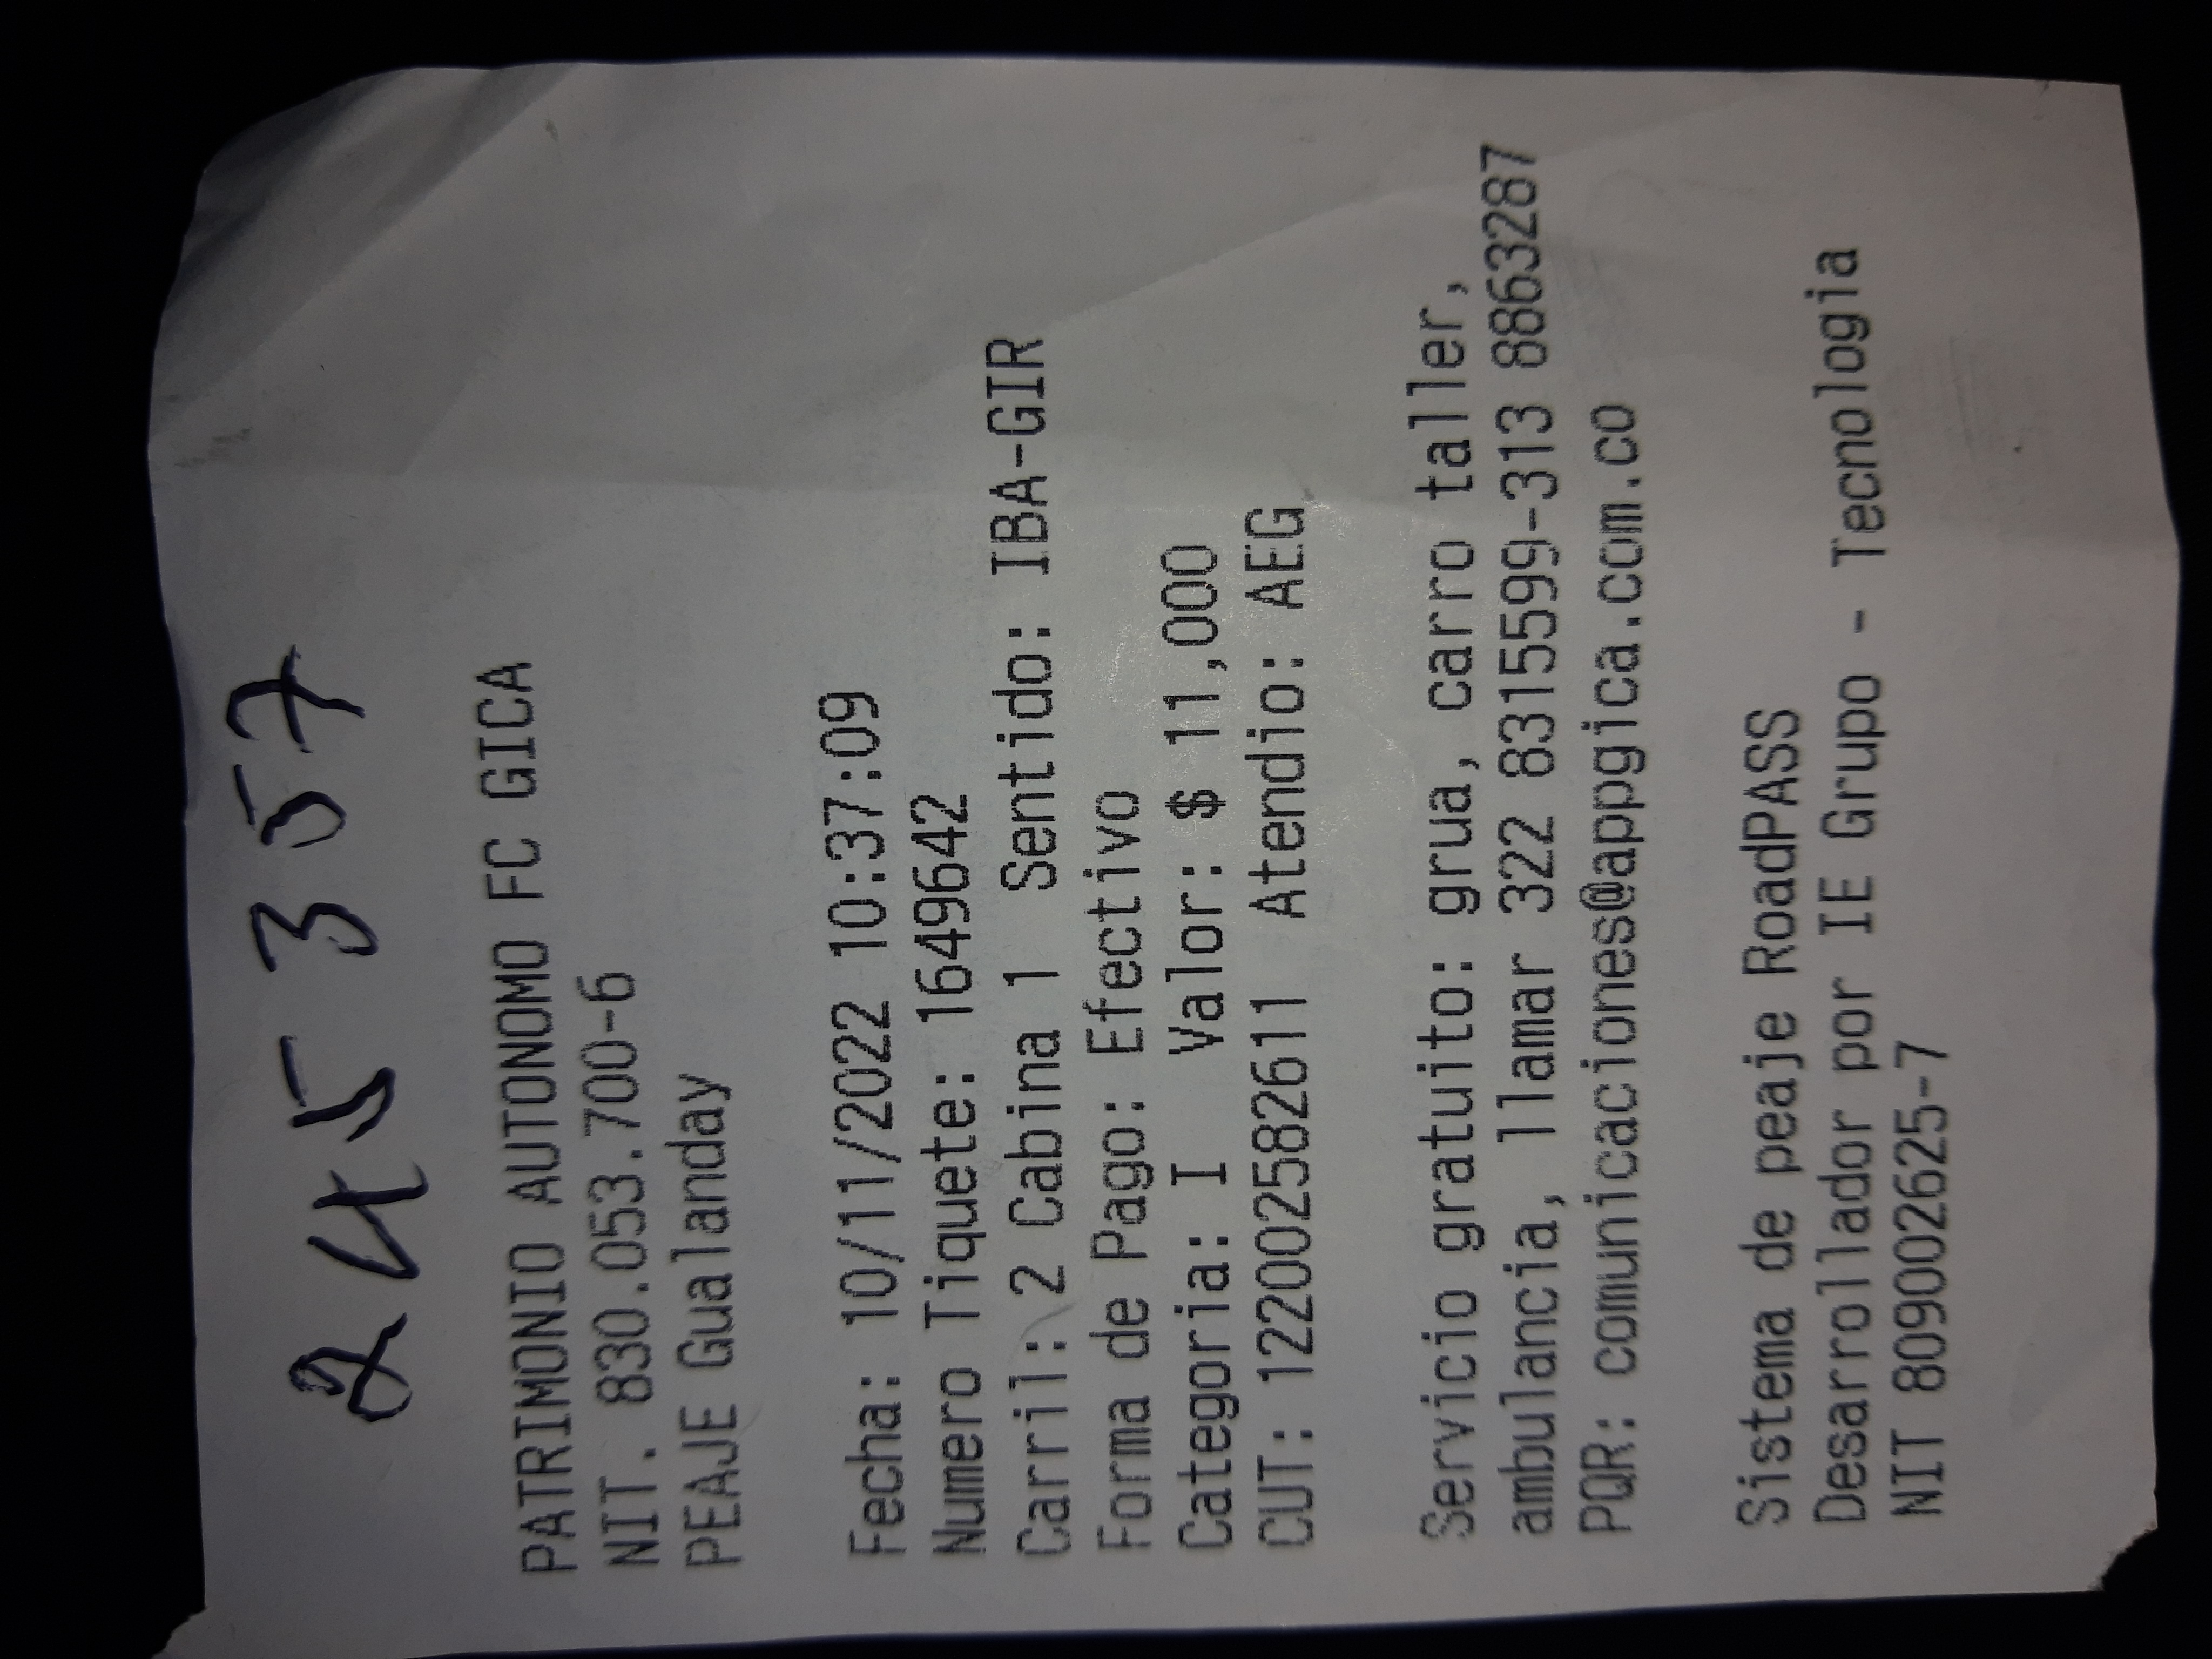 245357
PATRIMONIO AUTONOMO FC GICA
NIT. 830.053.700-6
PEAJE Gualanday
Fecha: 10/11/2022 10:37:09
Numero Tiquete: 1649642
Carril: 2 Cabina 1 Sentido: IBA-GIR
Forma de Pago: Efectivo
Categoria: I Valor: $ 11,000
CUT: 122002582611 Atendio: AEG
Servicio gratuito: grua, carro taller,
ambulancia, llamar 322 8315599-313 8863287
PQR: comunicaciones@appgica.com.co
Sistema de peaje RoadPASS
Desarrollador por IE Grupo - Tecnologia
NIT 809002625-7